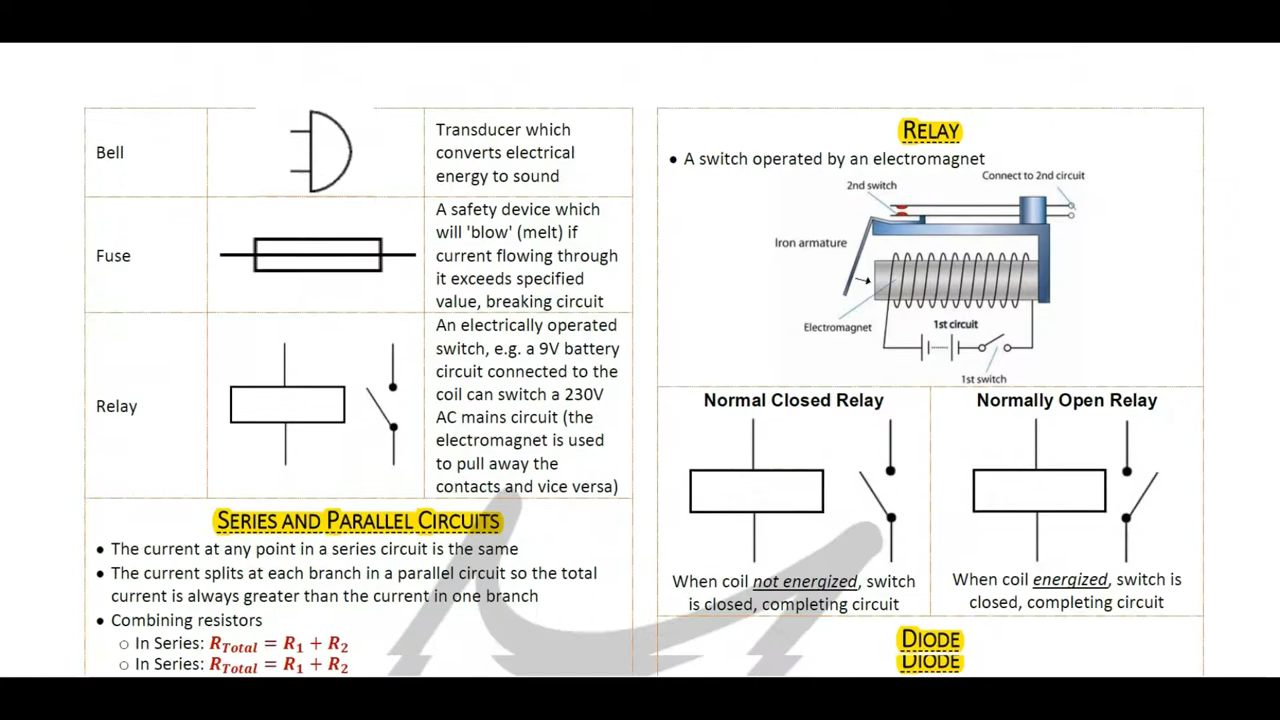 Bell
Transducer which
converts electrical
energy to sound
Fuse
A safety device which
will 'blow' (melt) if
current flowing through
it exceeds specified
value, breaking circuit
Relay
An electrically operated
switch, e.g. a 9V battery
circuit connected to the
coil can switch a 230V
AC mains circuit (the
electromagnet is used
to pull away the
contacts and vice versa)
SERIES AND PARALLEL CIRCUITS
• The current at any point in a series circuit is the same
• The current splits at each branch in a parallel circuit so the total
current is always greater than the current in one branch
• Combining resistors
○ In Series: R_Total = R₁ + R₂
○ In Series: R_Total = R₁ + R₂
RELAY
• A switch operated by an electromagnet
2nd switch
Connect to 2nd circuit
Iron armature
Electromagnet
1st circuit
1st switch
Normal Closed Relay
When coil not energized, switch
is closed, completing circuit
Normally Open Relay
When coil energized, switch is
closed, completing circuit
DIODE
DIODE